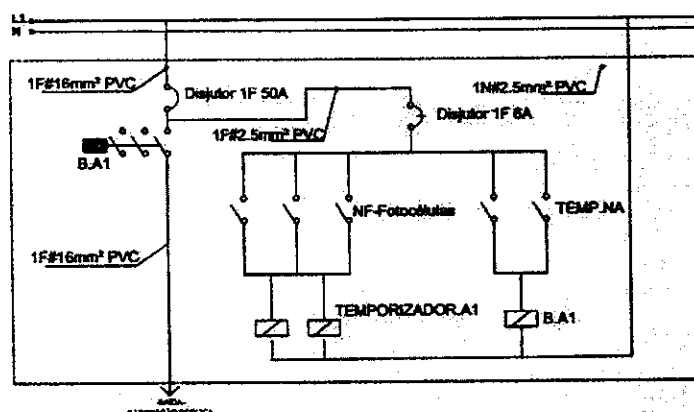 L1
N
1F#16mm² PVC
Disjutor 1F 50A
1N#2.5mm² PVC
1F#2.5mm² PVC
Disjutor 1F 6A
B.A1
NF-Fotocélulas
TEMP.NA
1F#16mm² PVC
TEMPORIZADOR.A1
B.A1